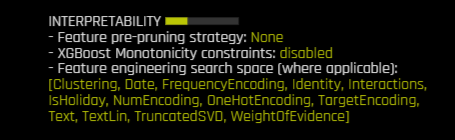 INTERPRETABILITY
- Feature pre-pruning strategy: None
- XGBoost Monotonicity constraints: disabled
- Feature engineering search space (where applicable):
[Clustering, Date, FrequencyEncoding, Identity, Interactions,
IsHoliday, NumEncoding, OneHotEncoding, TargetEncoding,
Text, TextLin, TruncatedSVD, WeightOfEvidence]